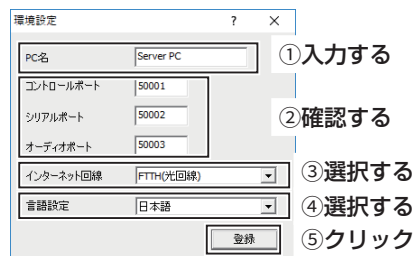 環境設定 ? ×
PC名 Server PC ①入力する
コントロールポート 50001
シリアルポート 50002 ②確認する
オーディオポート 50003
インターネット回線 FTTH(光回線) ③選択する
言語設定 日本語 ④選択する
登録 ⑤クリック